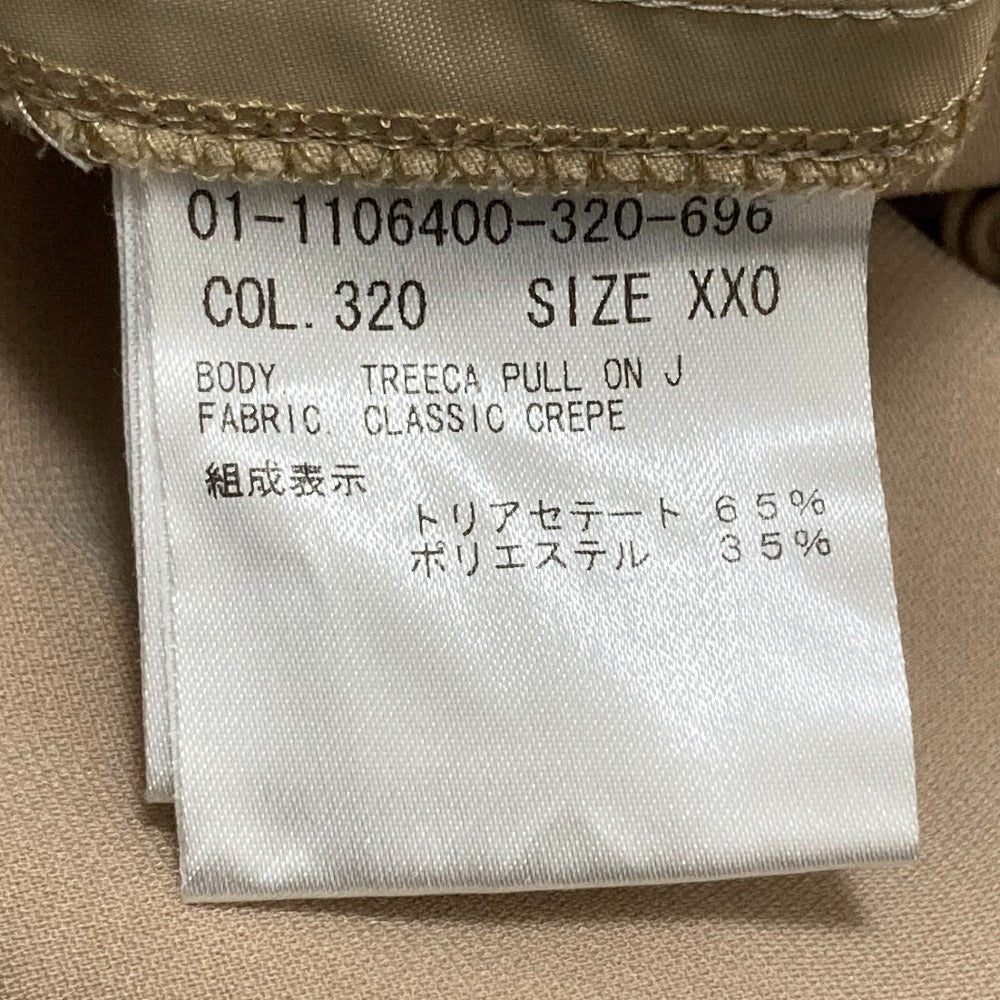 01-1106400-320-696
COL. 320 SIZE XXO
BODY. TREECA PULL ON J
FABRIC. CLASSIC CREPE
組成表示
トリアセテート 65%
ポリエステル 35%